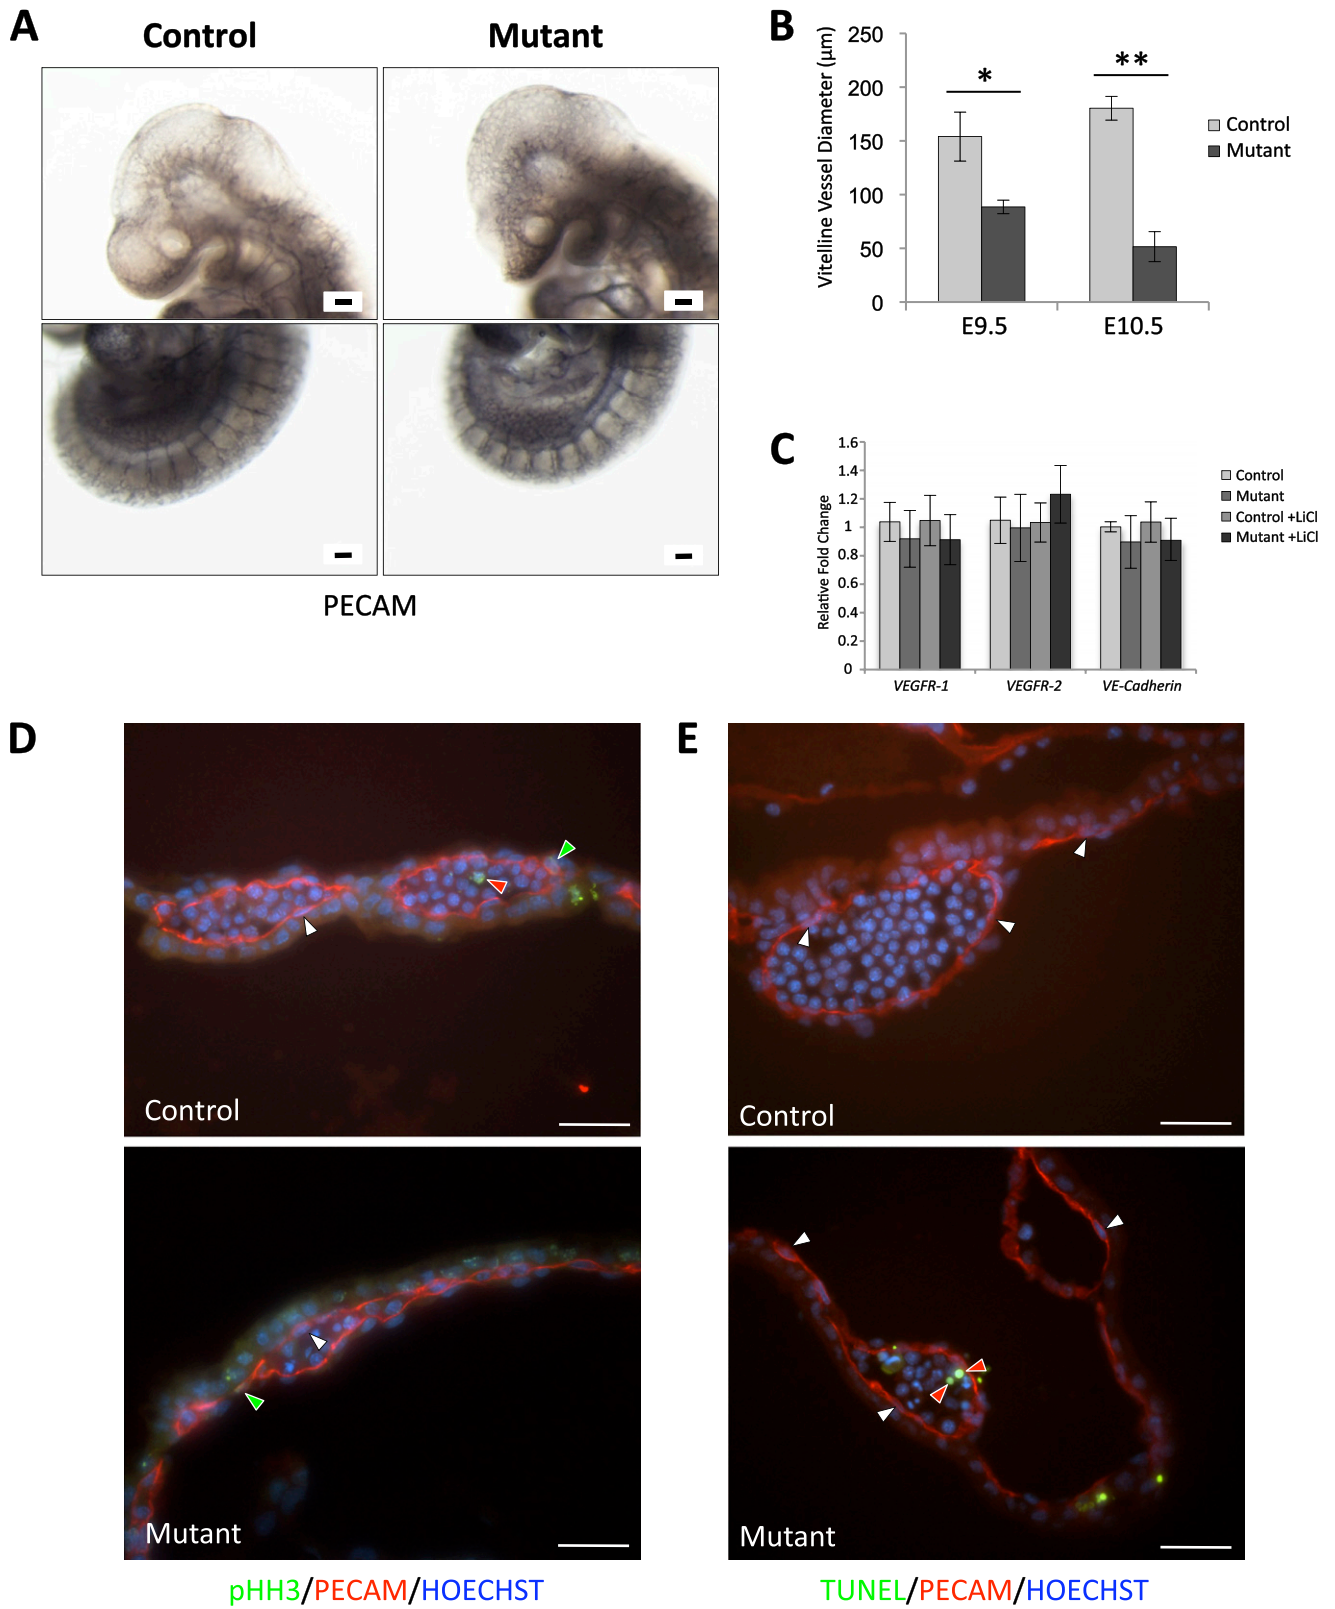 A
Control
Mutant
PECAM
B
Vitelline Vessel Diameter (µm)
250
200
150
100
50
0
*
**
E9.5
E10.5
Control
Mutant
C
Relative Fold Change
1.6
1.4
1.2
1
0.8
0.6
0.4
0.2
0
VEGFR-1
VEGFR-2
VE-Cadherin
Control
Mutant
Control +LiCl
Mutant +LiCl
D
Control
Mutant
pHH3/PECAM/HOECHST
E
Control
Mutant
TUNEL/PECAM/HOECHST